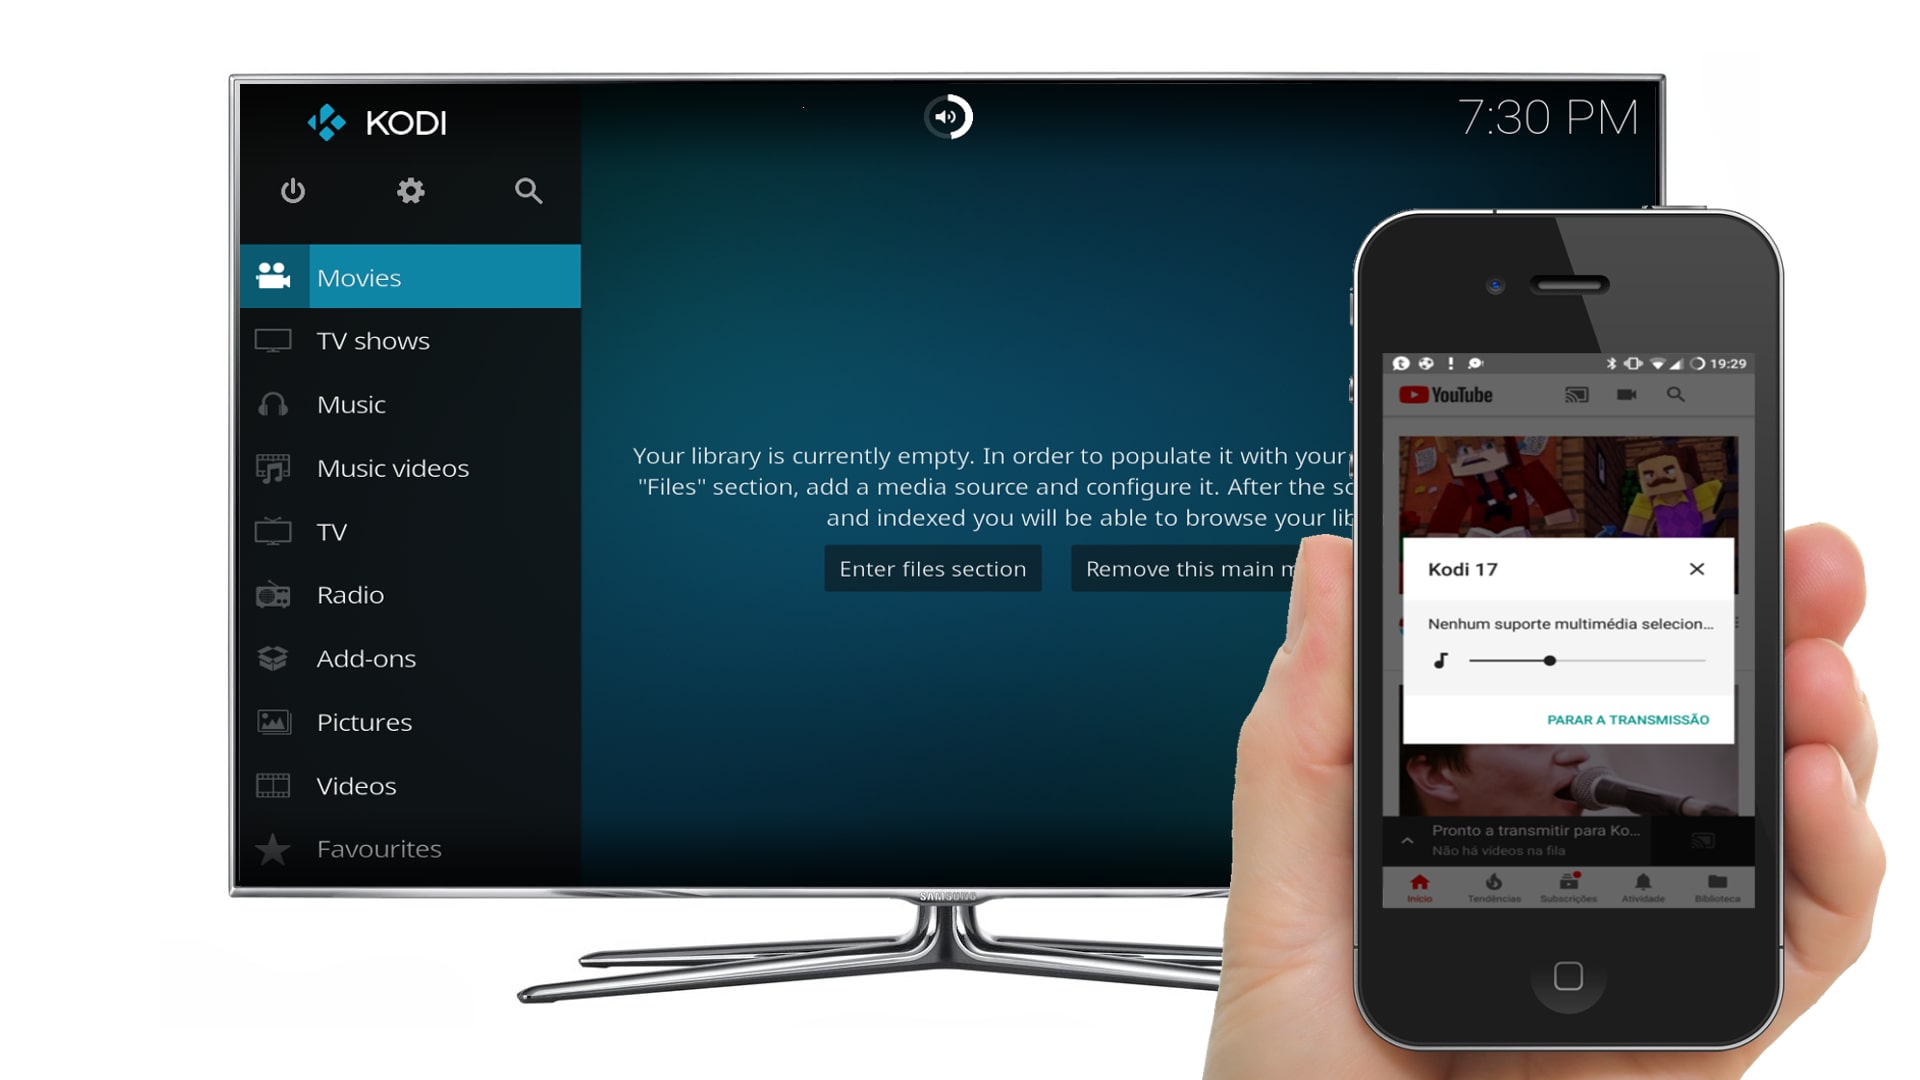 KODI
7:30 PM
Movies
TV shows
Music
Music videos
TV
Radio
Add-ons
Pictures
Videos
Favourites
Your library is currently empty. In order to populate it with your
"Files" section, add a media source and configure it. After the sc
and indexed you will be able to browse your lib
Enter files section
Remove this main m
SAMSUNG
19:29
YouTube
Kodi 17
Nenhum suporte multimédia selecion...
PARAR A TRANSMISSÃO
Pronto a transmitir para Ko...
Não há vídeos na fila
Início
Tendências
Subscrições
Atividade
Biblioteca